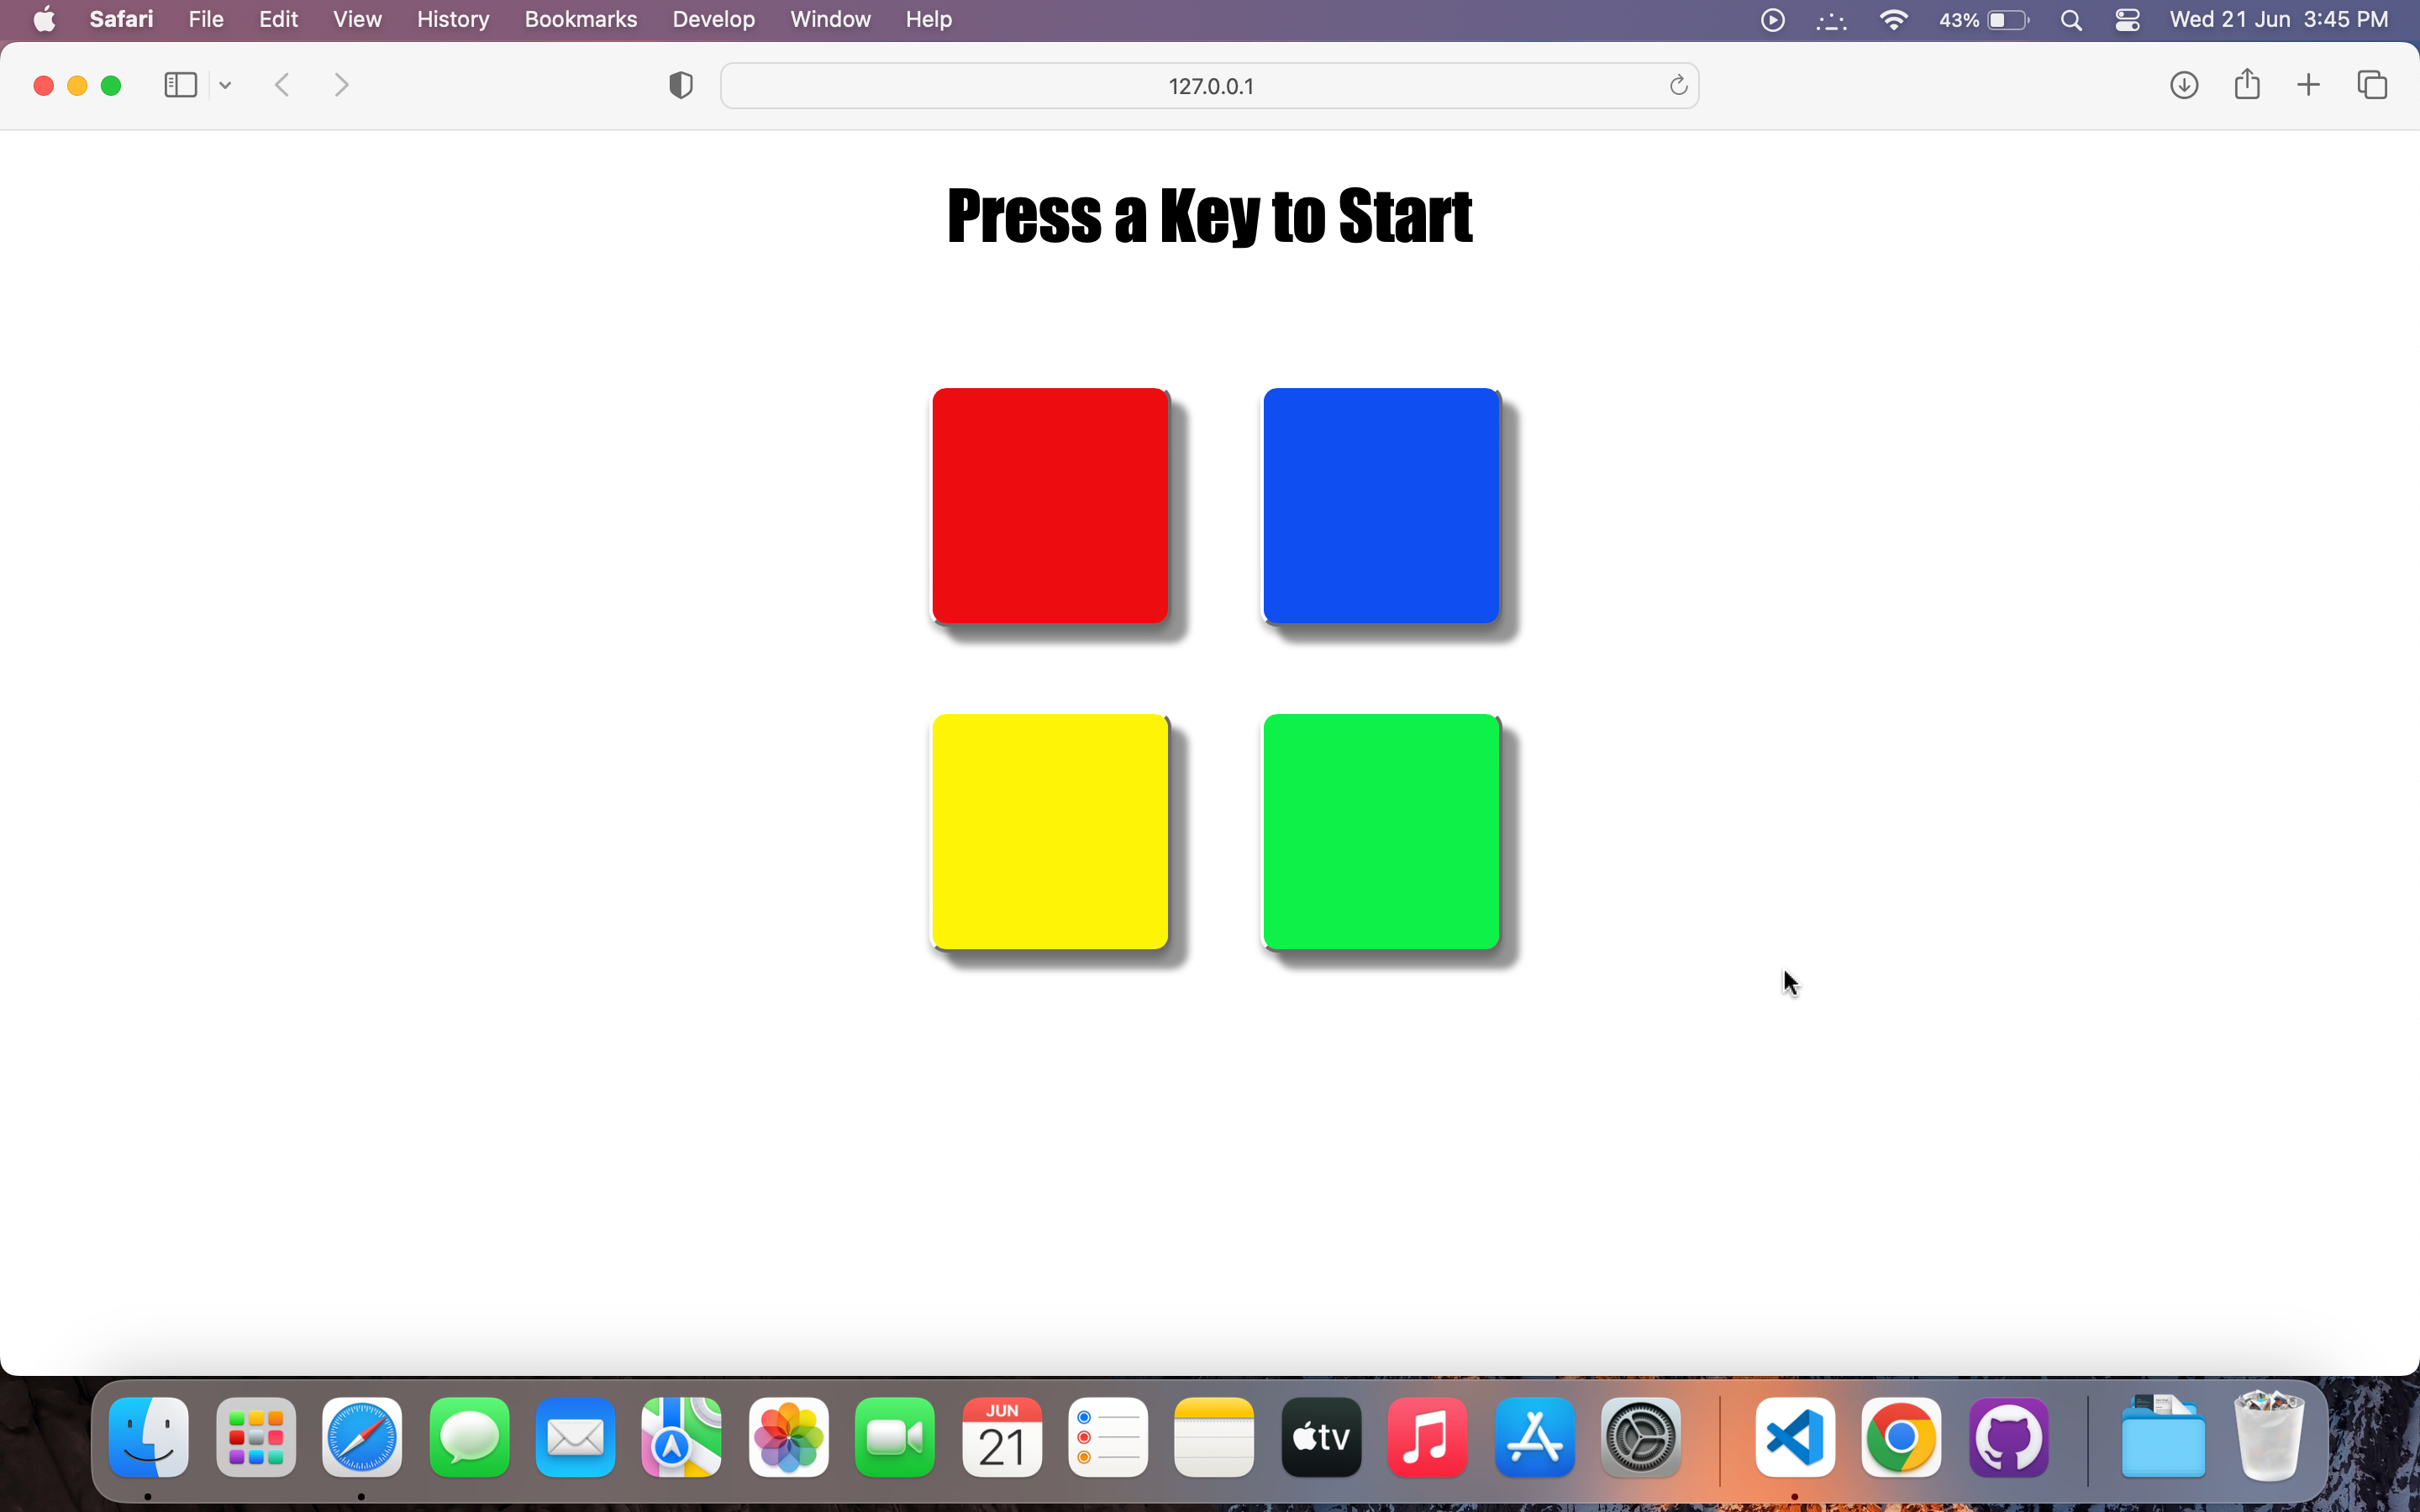 Safari File Edit View History Bookmarks Develop Window Help 43% Wed 21 Jun 3:45 PM
127.0.0.1
Press a Key to Start
JUN
21
tv